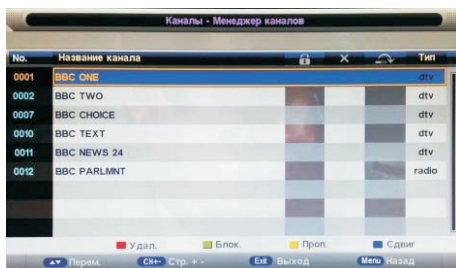 Каналы - Менеджер каналов
No. Название канала Тип
0001 BBC ONE dtv
0002 BBC TWO dtv
0007 BBC CHOICE dtv
0010 BBC TEXT dtv
0011 BBC NEWS 24 dtv
0012 BBC PARLMNT radio
Удал. Блок. Проп. Сдвиг
Перем. CH+- Стр. + - Exit Выход Menu Назад